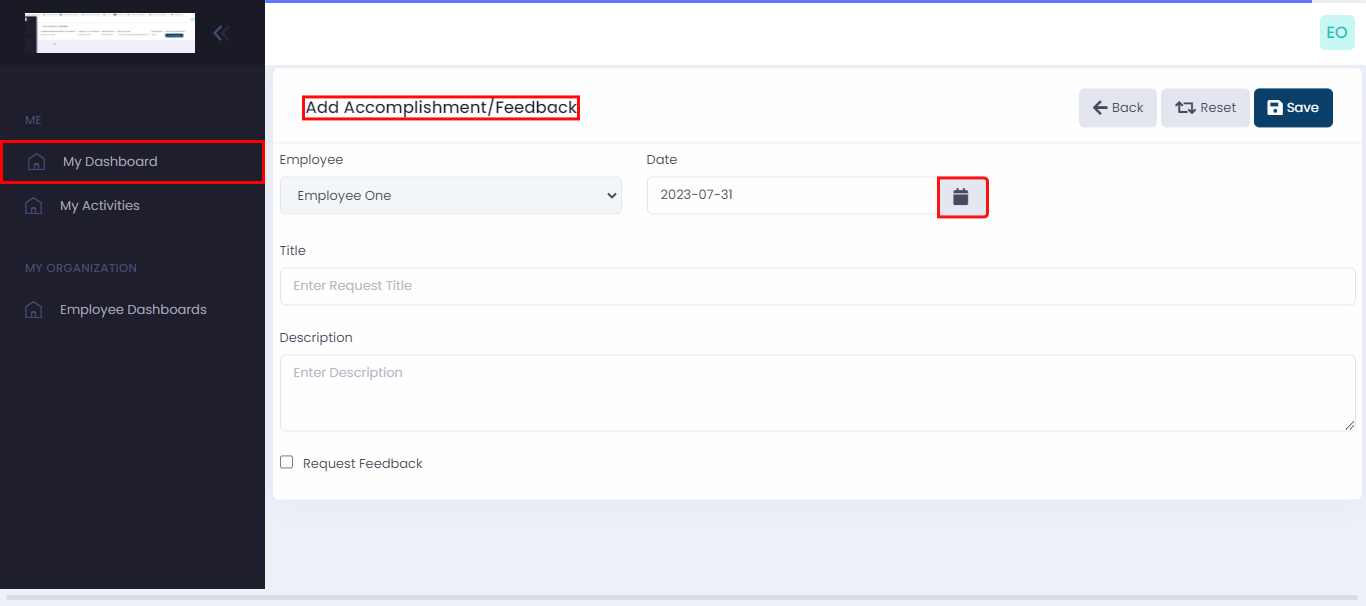 EO
ME
My Dashboard
My Activities
MY ORGANIZATION
Employee Dashboards
Add Accomplishment/Feedback
Back
Reset
Save
Employee
Date
Employee One
2023-07-31
Title
Enter Request Title
Description
Enter Description
Request Feedback